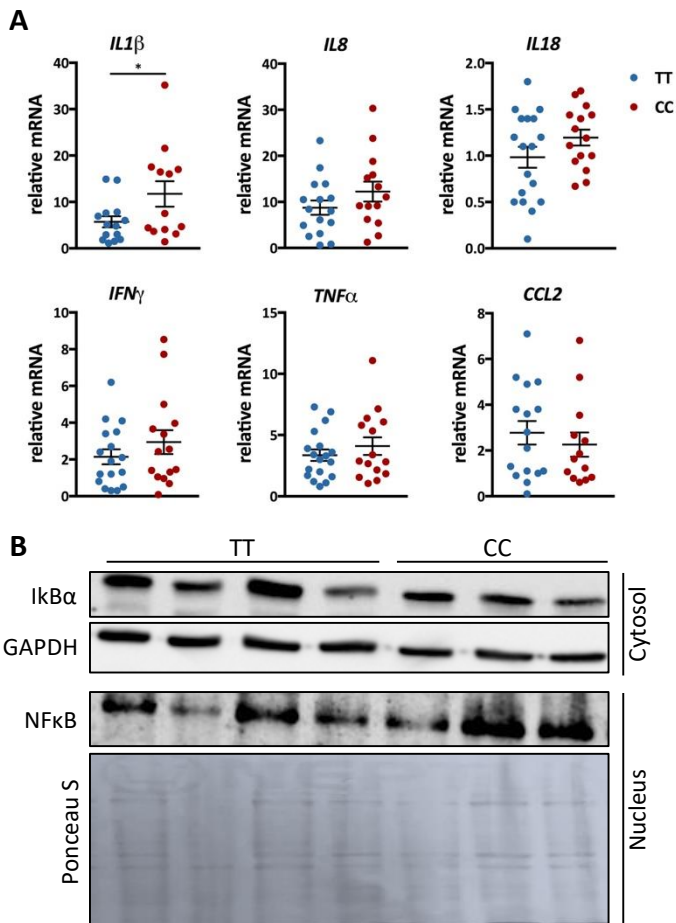 A
IL1β
IL8
IL18
TT
CC
*
relative mRNA
40
30
20
10
0
relative mRNA
40
30
20
10
0
relative mRNA
2.0
1.5
1.0
0.5
0.0
IFNγ
TNFα
CCL2
relative mRNA
10
8
6
4
2
0
relative mRNA
15
10
5
0
relative mRNA
8
6
4
2
0
B
TT
CC
IkBα
GAPDH
Cytosol
NFκB
Ponceau S
Nucleus